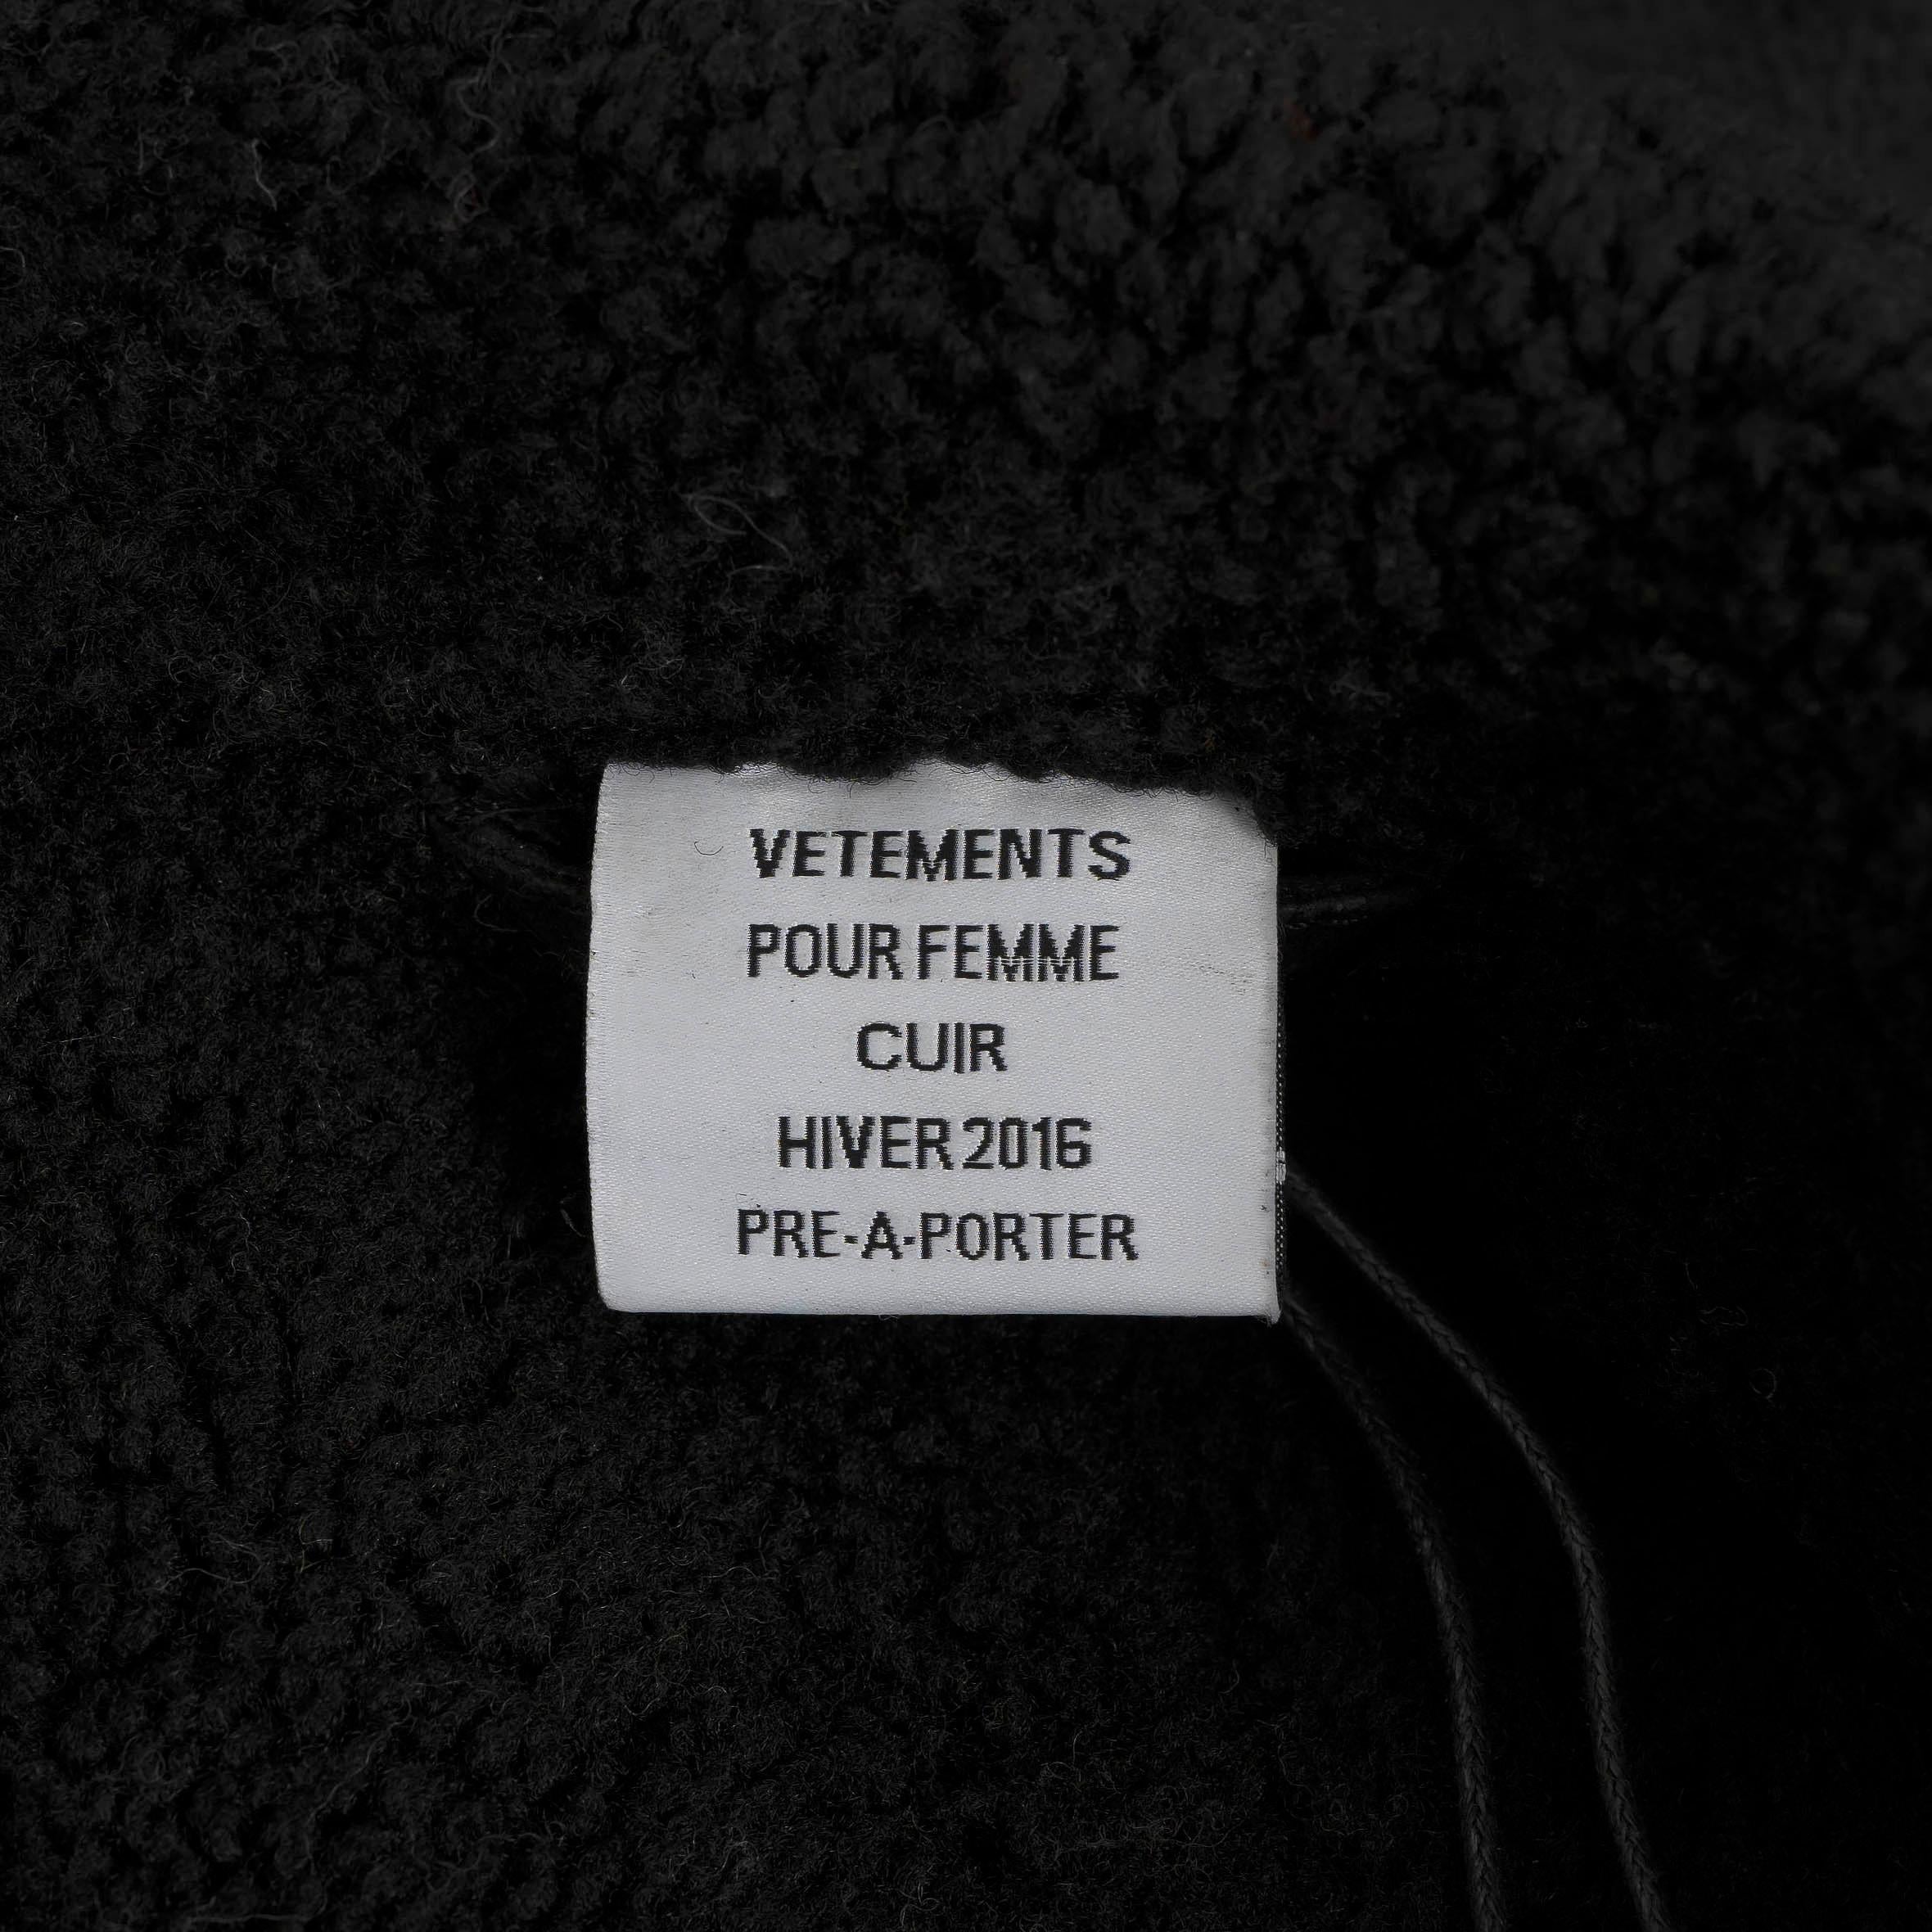 VETEMENTS
POUR FEMME
CUIR
HIVER 2016
PRE-A-PORTER